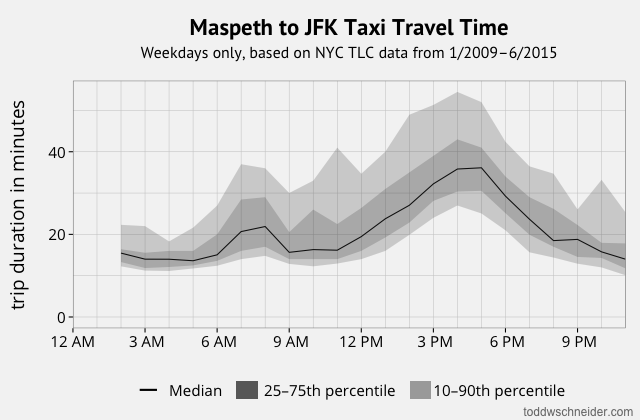 Maspeth to JFK Taxi Travel Time
Weekdays only, based on NYC TLC data from 1/2009–6/2015
trip duration in minutes
40
20
0
12 AM 3 AM 6 AM 9 AM 12 PM 3 PM 6 PM 9 PM
Median 25–75th percentile 10–90th percentile
toddwschneider.com